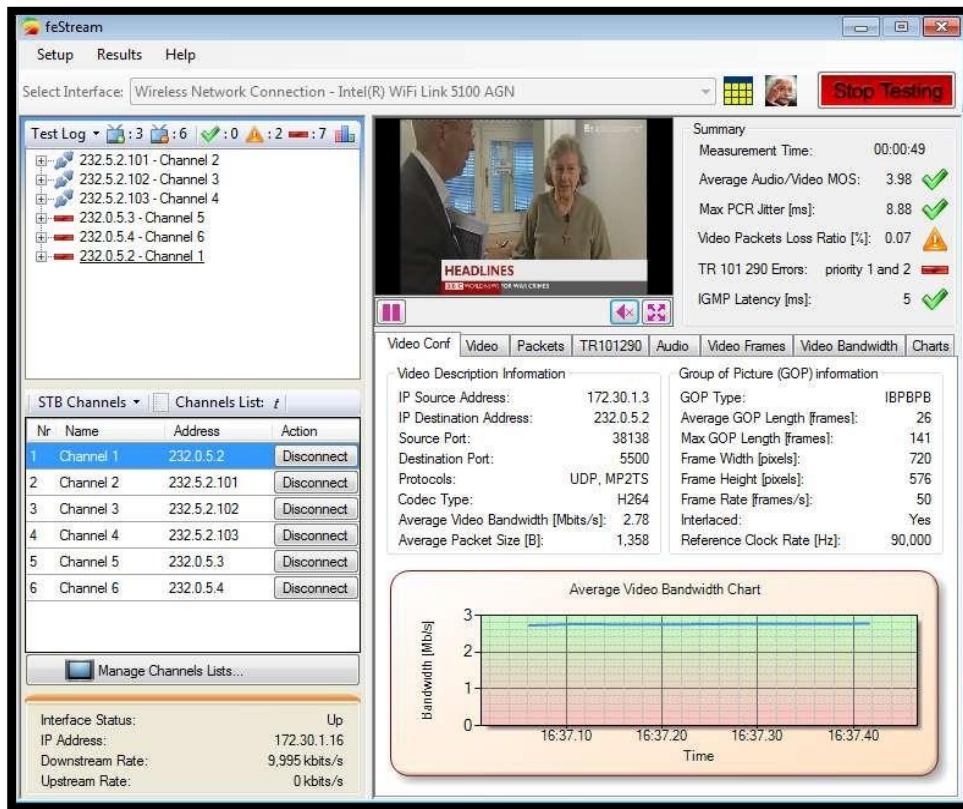 feStream
Setup Results Help
Select Interface: Wireless Network Connection - Intel(R) WiFi Link 5100 AGN
Stop Testing
Test Log :3 :6 :0 :2 :7
232.5.2.101 - Channel 2
232.5.2.102 - Channel 3
232.5.2.103 - Channel 4
232.0.5.3 - Channel 5
232.0.5.4 - Channel 6
232.0.5.2 - Channel 1
HEADLINES
BBC WORLD NEWS FOR WAR CRIMES
Summary
Measurement Time: 00:00:49
Average Audio/Video MOS: 3.98
Max PCR Jitter [ms]: 8.88
Video Packets Loss Ratio [%]: 0.07
TR 101 290 Errors: priority 1 and 2
IGMP Latency [ms]: 5
STB Channels Channels List: t
Nr Name Address Action
1 Channel 1 232.0.5.2 Disconnect
2 Channel 2 232.5.2.101 Disconnect
3 Channel 3 232.5.2.102 Disconnect
4 Channel 4 232.5.2.103 Disconnect
5 Channel 5 232.0.5.3 Disconnect
6 Channel 6 232.0.5.4 Disconnect
Manage Channels Lists...
Interface Status: Up
IP Address: 172.30.1.16
Downstream Rate: 9,995 kbits/s
Upstream Rate: 0 kbits/s
Video Conf Video Packets TR101290 Audio Video Frames Video Bandwidth Charts
Video Description Information
IP Source Address: 172.30.1.3
IP Destination Address: 232.0.5.2
Source Port: 38138
Destination Port: 5500
Protocols: UDP, MP2TS
Codec Type: H264
Average Video Bandwidth [Mbits/s]: 2.78
Average Packet Size [B]: 1,358
Group of Picture (GOP) information
GOP Type: IBPBPB
Average GOP Length [frames]: 26
Max GOP Length [frames]: 141
Frame Width [pixels]: 720
Frame Height [pixels]: 576
Frame Rate [frames/s]: 50
Interlaced: Yes
Reference Clock Rate [Hz]: 90,000
Average Video Bandwidth Chart
Bandwidth [Mb/s]
3
2
1
0
16:37.10 16:37.20 16:37.30 16:37.40
Time